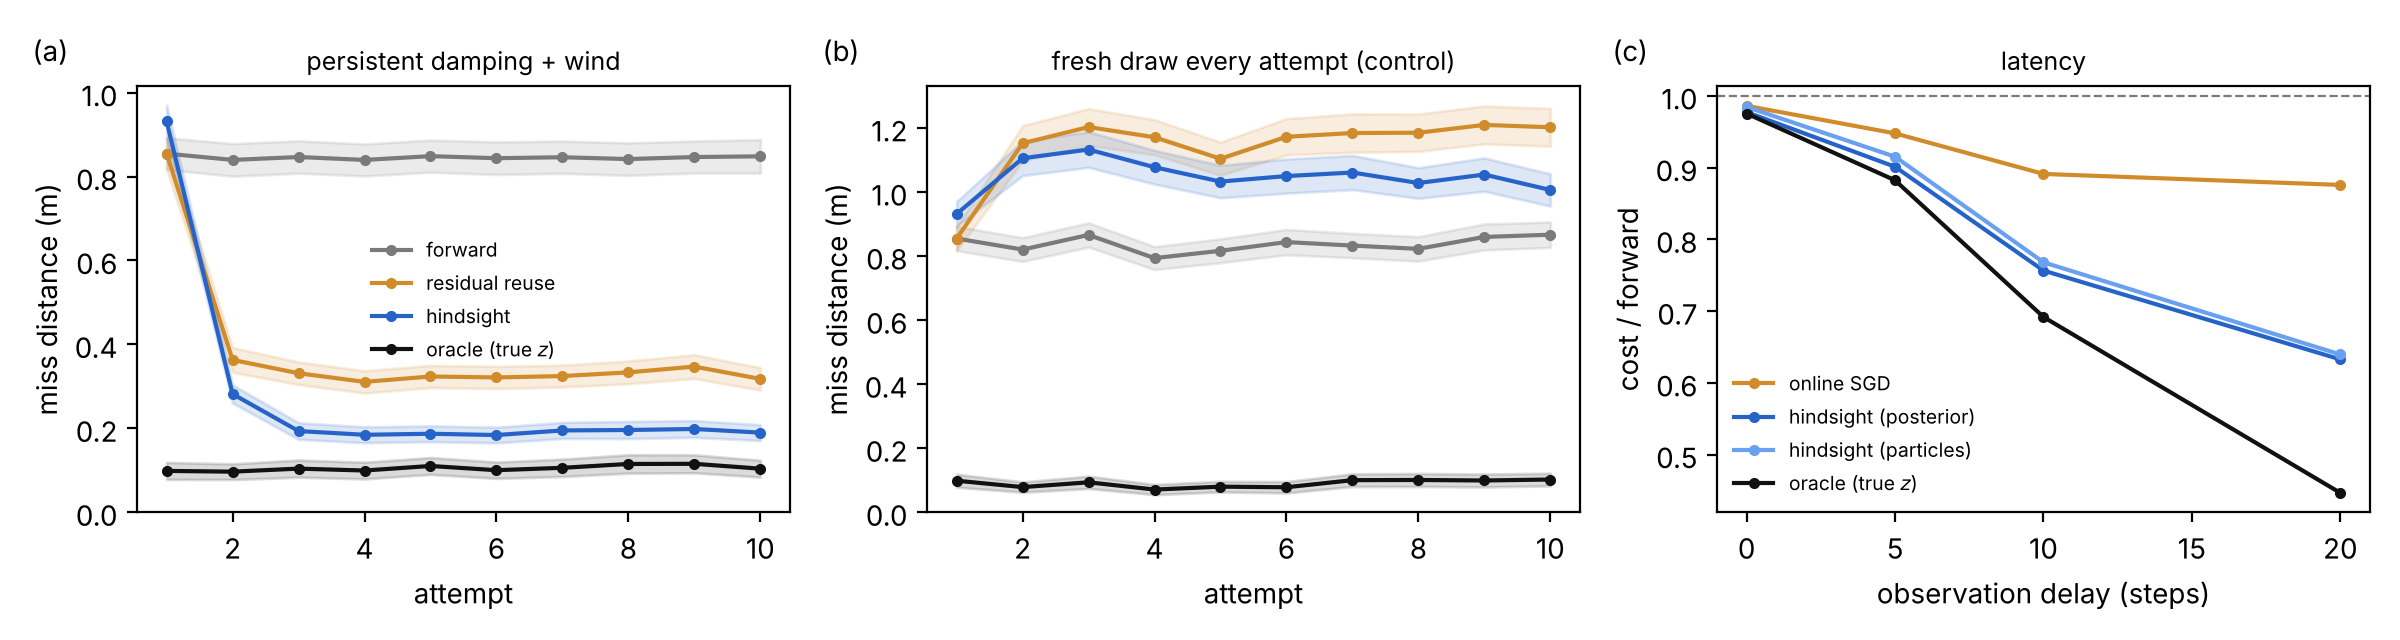 (a)
persistent damping + wind
1.0
0.8
0.6
0.4
0.2
0.0
miss distance (m)
forward
residual reuse
hindsight
oracle (true z)
2 4 6 8 10
attempt
(b)
fresh draw every attempt (control)
1.2
1.0
0.8
0.6
0.4
0.2
0.0
miss distance (m)
2 4 6 8 10
attempt
(c)
latency
1.0
0.9
0.8
0.7
0.6
0.5
cost / forward
online SGD
hindsight (posterior)
hindsight (particles)
oracle (true z)
0 5 10 15 20
observation delay (steps)